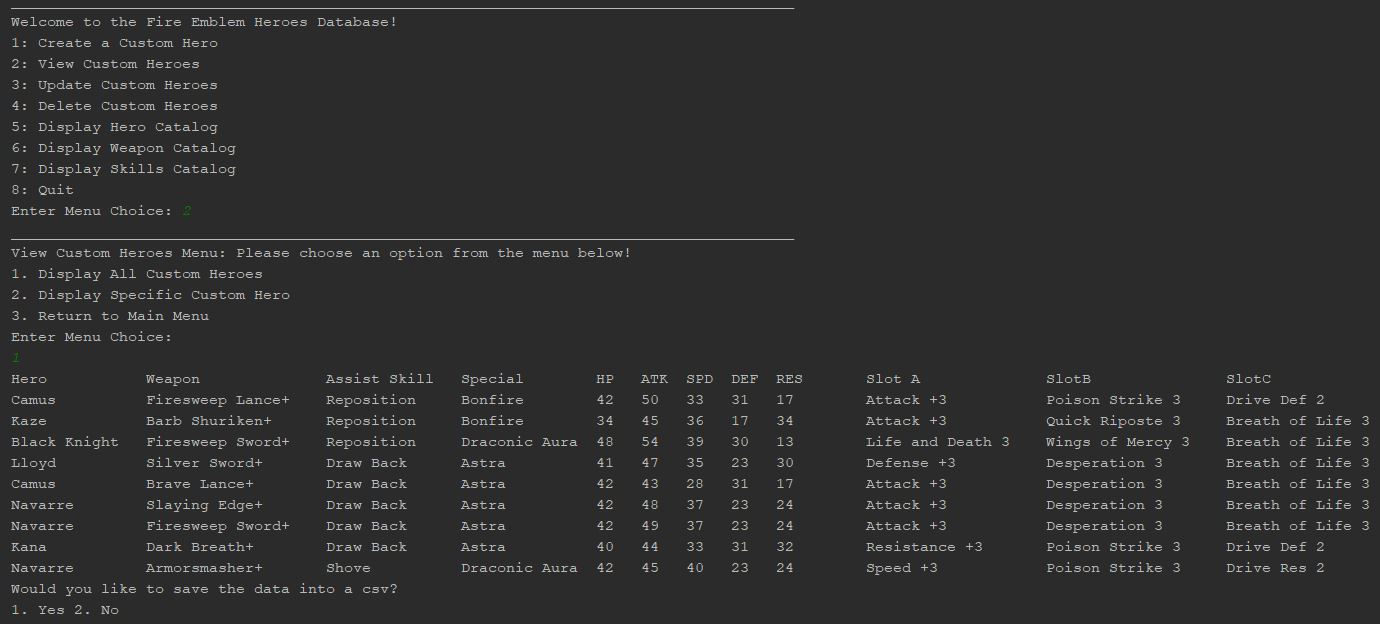 Welcome to the Fire Emblem Heroes Database!
1: Create a Custom Hero
2: View Custom Heroes
3: Update Custom Heroes
4: Delete Custom Heroes
5: Display Hero Catalog
6: Display Weapon Catalog
7: Display Skills Catalog
8: Quit
Enter Menu Choice: 2
View Custom Heroes Menu: Please choose an option from the menu below!
1. Display All Custom Heroes
2. Display Specific Custom Hero
3. Return to Main Menu
Enter Menu Choice:
1
Hero Weapon Assist Skill Special HP ATK SPD DEF RES Slot A SlotB SlotC
Camus Firesweep Lance+ Reposition Bonfire 42 50 33 31 17 Attack +3 Poison Strike 3 Drive Def 2
Kaze Barb Shuriken+ Reposition Bonfire 34 45 36 17 34 Attack +3 Quick Riposte 3 Breath of Life 3
Black Knight Firesweep Sword+ Reposition Draconic Aura 48 54 39 30 13 Life and Death 3 Wings of Mercy 3 Breath of Life 3
Lloyd Silver Sword+ Draw Back Astra 41 47 35 23 30 Defense +3 Desperation 3 Breath of Life 3
Camus Brave Lance+ Draw Back Astra 42 43 28 31 17 Attack +3 Desperation 3 Breath of Life 3
Navarre Slaying Edge+ Draw Back Astra 42 48 37 23 24 Attack +3 Desperation 3 Breath of Life 3
Navarre Firesweep Sword+ Draw Back Astra 42 49 37 23 24 Attack +3 Desperation 3 Breath of Life 3
Kana Dark Breath+ Draw Back Astra 40 44 33 31 32 Resistance +3 Poison Strike 3 Drive Def 2
Navarre Armorsmasher+ Shove Draconic Aura 42 45 40 23 24 Speed +3 Poison Strike 3 Drive Res 2
Would you like to save the data into a csv?
1. Yes 2. No